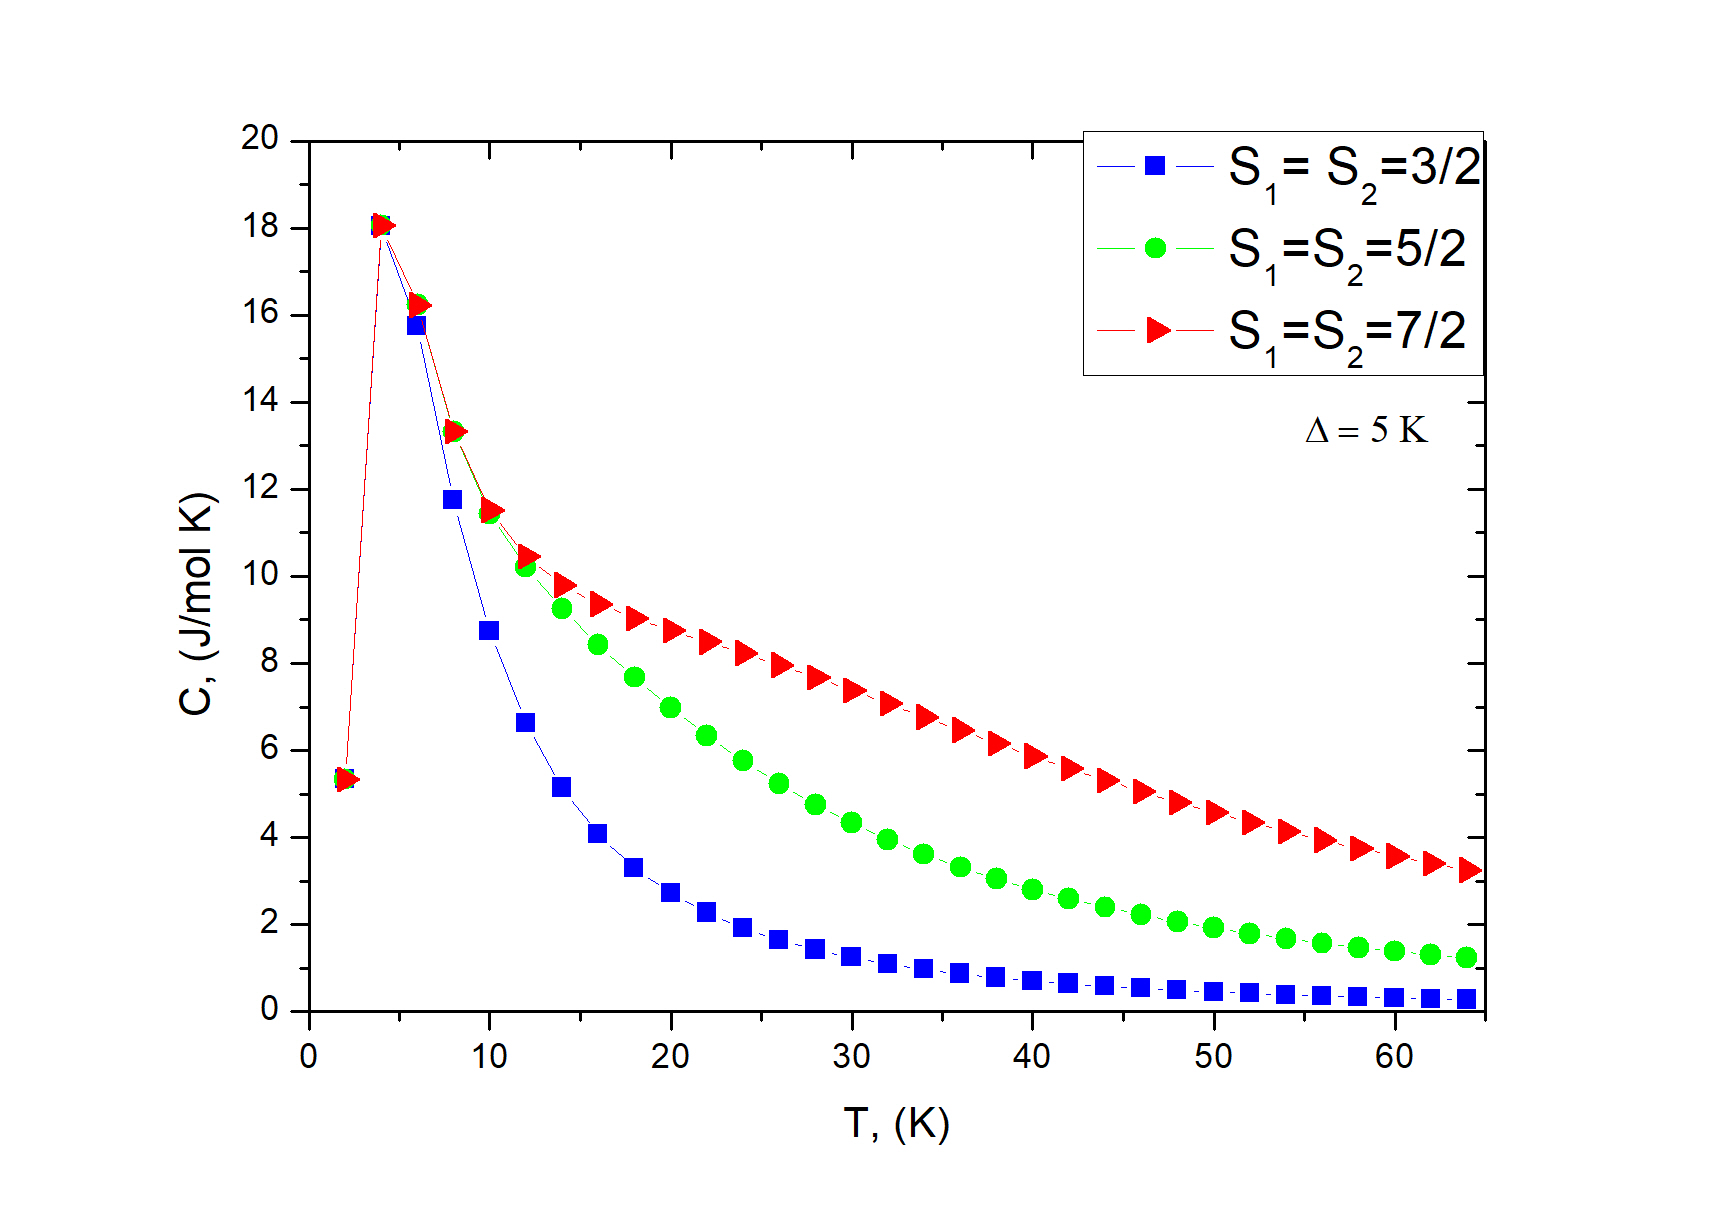 20
18
16
14
12
10
8
6
4
2
0
C, (J/mol K)
S₁= S₂=3/2
S₁=S₂=5/2
S₁=S₂=7/2
Δ = 5 K
0 10 20 30 40 50 60
T, (K)